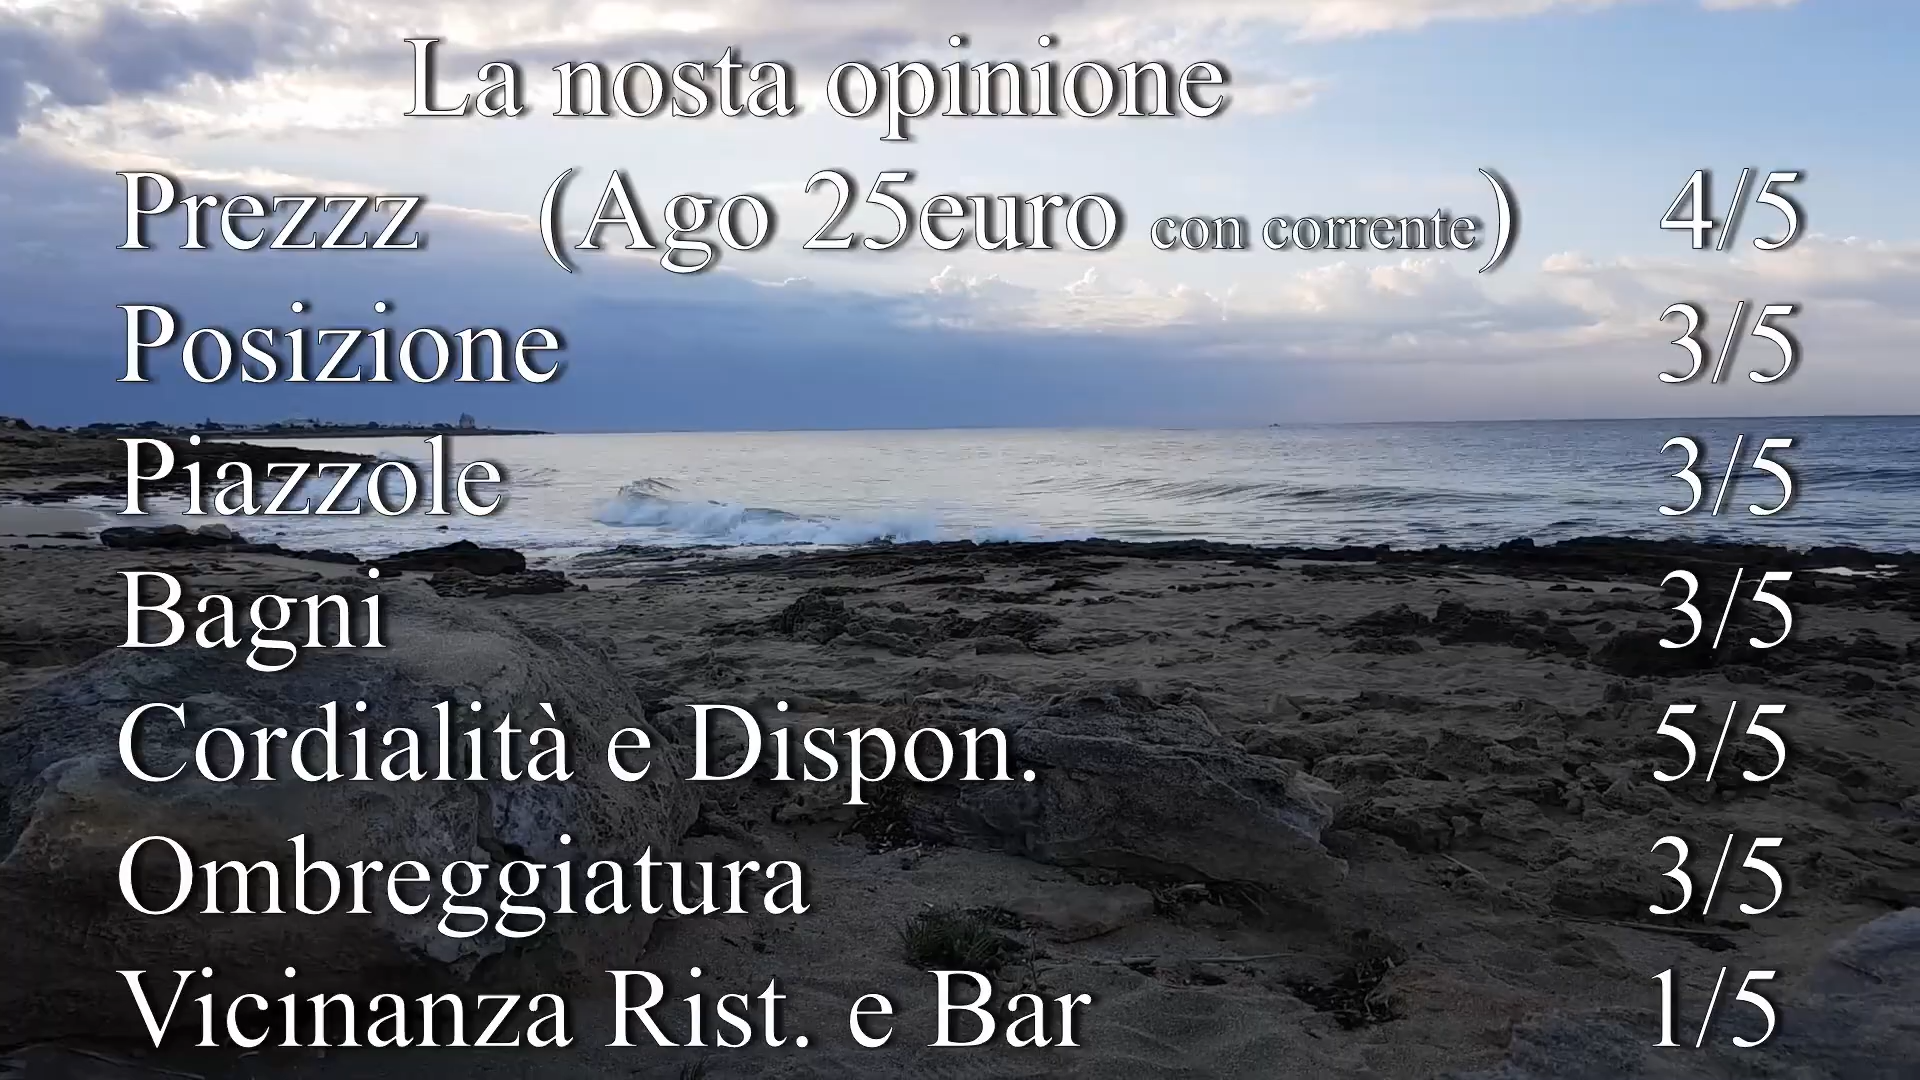 La nosta opinione
Prezzz (Ago 25euro con corrente) 4/5
Posizione 3/5
Piazzole 3/5
Bagni 3/5
Cordialità e Dispon. 5/5
Ombreggiatura 3/5
Vicinanza Rist. e Bar 1/5